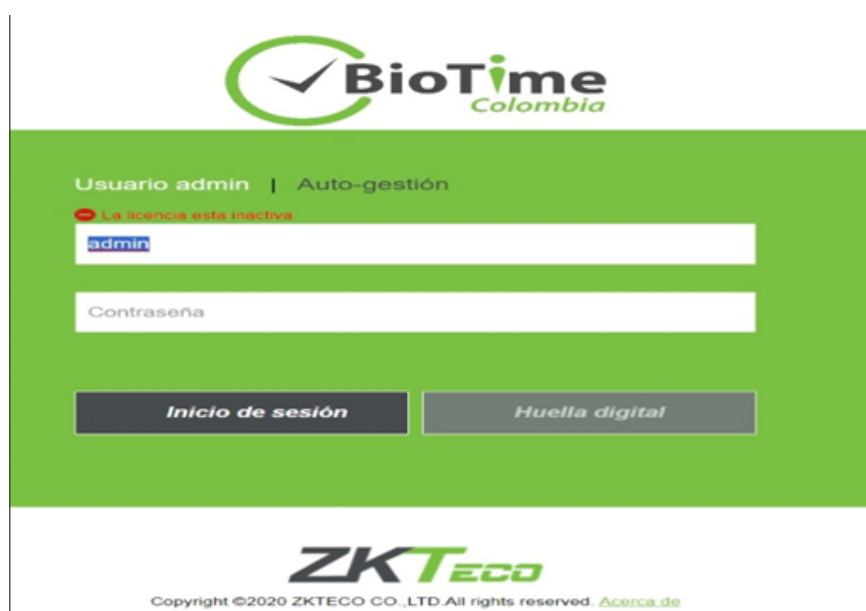 BioTime
Colombia
Usuario admin | Auto-gestión
La licencia esta inactiva
admin
Contraseña
Inicio de sesión
Huella digital
ZKTECO
Copyright ©2020 ZKTECO CO.,LTD.All rights reserved. Acerca de